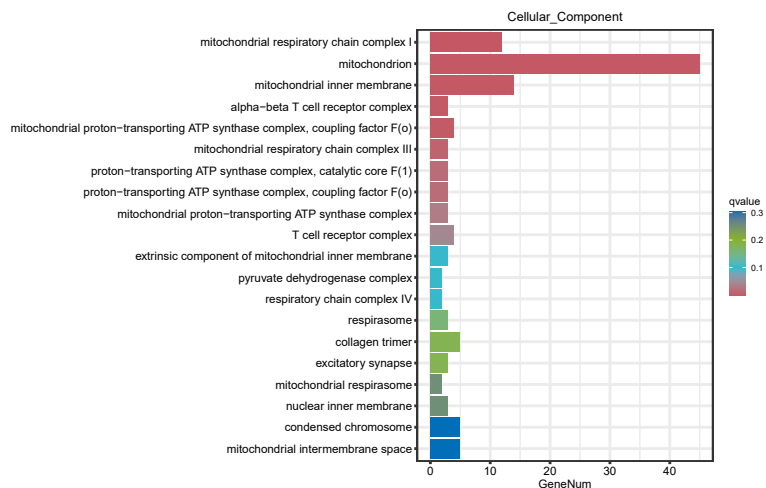 Cellular_Component
mitochondrial respiratory chain complex I
mitochondrion
mitochondrial inner membrane
alpha−beta T cell receptor complex
mitochondrial proton−transporting ATP synthase complex, coupling factor F(o)
mitochondrial respiratory chain complex III
proton−transporting ATP synthase complex, catalytic core F(1)
proton−transporting ATP synthase complex, coupling factor F(o)
mitochondrial proton−transporting ATP synthase complex
T cell receptor complex
extrinsic component of mitochondrial inner membrane
pyruvate dehydrogenase complex
respiratory chain complex IV
respirasome
collagen trimer
excitatory synapse
mitochondrial respirasome
nuclear inner membrane
condensed chromosome
mitochondrial intermembrane space
0 10 20 30 40
GeneNum
qvalue
0.3
0.2
0.1